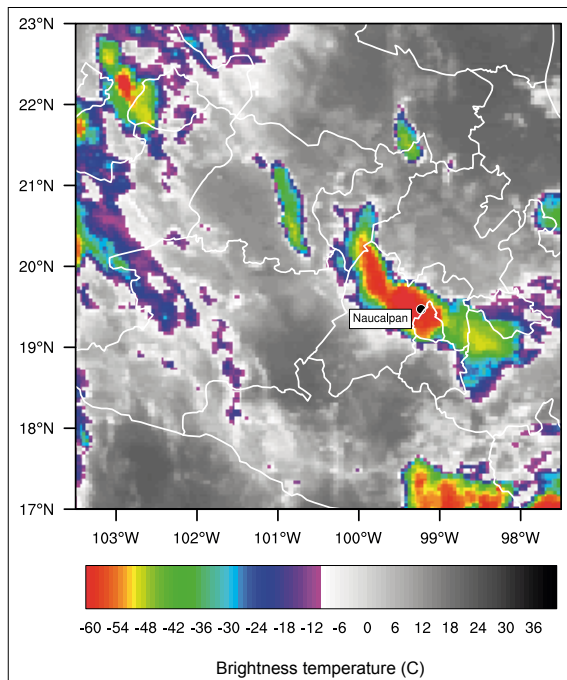 23°N
22°N
21°N
20°N
Naucalpan
19°N
18°N
17°N
103°W 102°W 101°W 100°W 99°W 98°W
-60 -54 -48 -42 -36 -30 -24 -18 -12 -6 0 6 12 18 24 30 36
Brightness temperature (C)